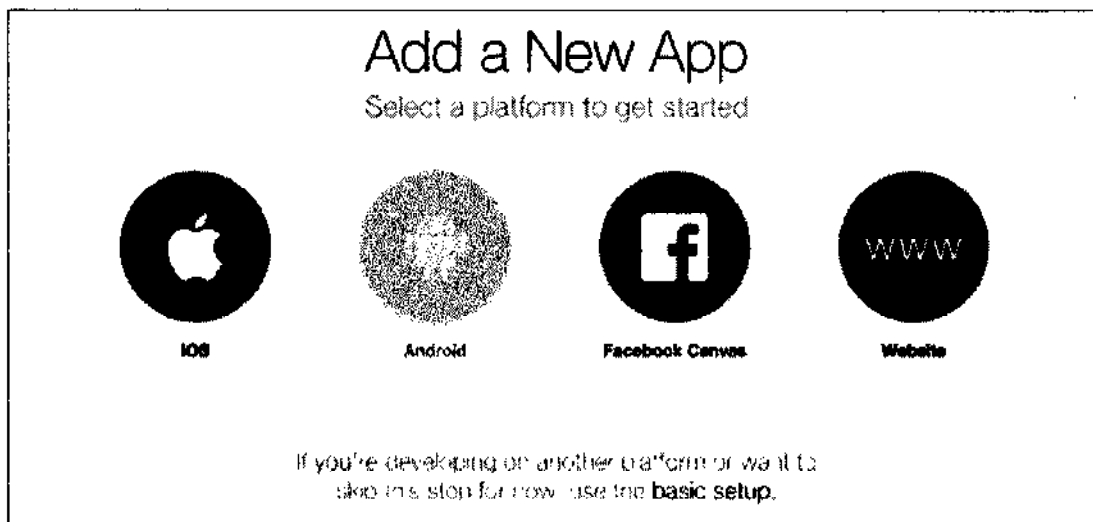 Add a New App
Select a platform to get started
f
WWW
iOS
Android
Facebook Canvas
Website
If you're developing on another platform or want to
skip this step for now, use the basic setup.